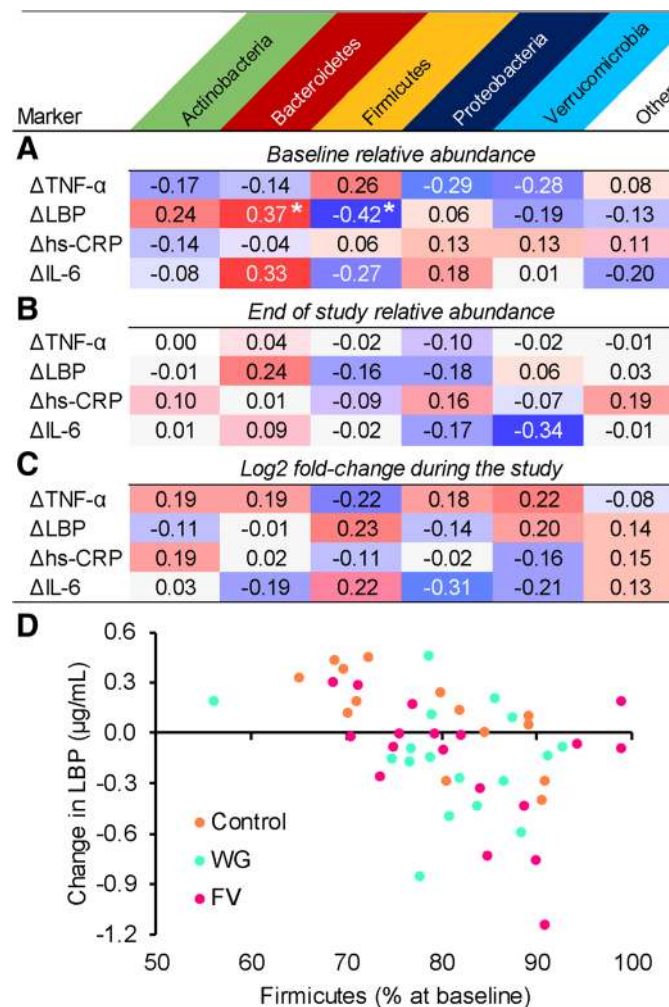 Marker Actinobacteria Bacteroidetes Firmicutes Proteobacteria Verrucomicrobia Other
A Baseline relative abundance
ΔTNF-α -0.17 -0.14 0.26 -0.29 -0.28 0.08
ΔLBP 0.24 0.37* -0.42* 0.06 -0.19 -0.13
Δhs-CRP -0.14 -0.04 0.06 0.13 0.13 0.11
ΔIL-6 -0.08 0.33 -0.27 0.18 0.01 -0.20
B End of study relative abundance
ΔTNF-α 0.00 0.04 -0.02 -0.10 -0.02 -0.01
ΔLBP -0.01 0.24 -0.16 -0.18 0.06 0.03
Δhs-CRP 0.10 0.01 -0.09 0.16 -0.07 0.19
ΔIL-6 0.01 0.09 -0.02 -0.17 -0.34 -0.01
C Log2 fold-change during the study
ΔTNF-α 0.19 0.19 -0.22 0.18 0.22 -0.08
ΔLBP -0.11 -0.01 0.23 -0.14 0.20 0.14
Δhs-CRP 0.19 0.02 -0.11 -0.02 -0.16 0.15
ΔIL-6 0.03 -0.19 0.22 -0.31 -0.21 0.13
D
Change in LBP (µg/mL)
0.6
0.3
0.0
-0.3
-0.6
-0.9
-1.2
Control
WG
FV
50 60 70 80 90 100
Firmicutes (% at baseline)